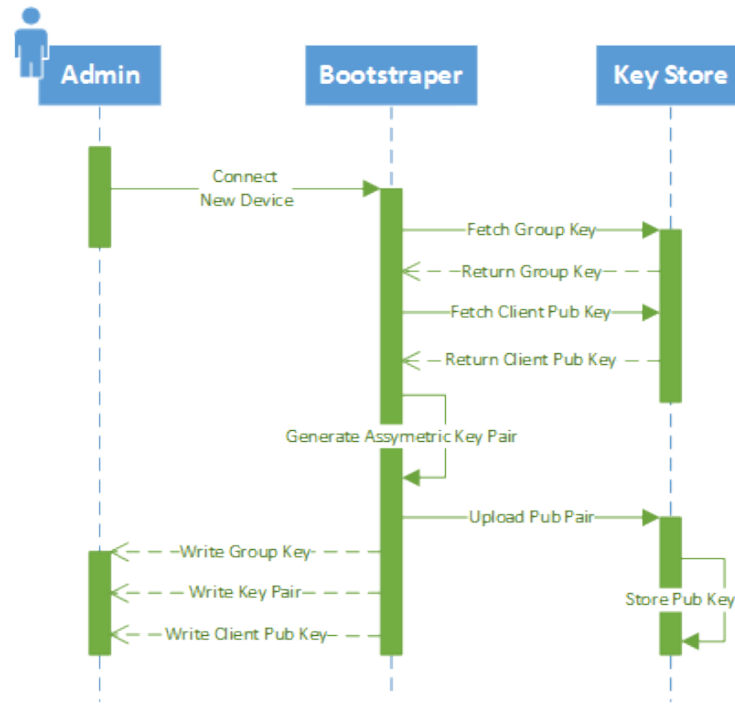 Admin
Bootstraper
Key Store
Connect
New Device
Fetch Group Key
Return Group Key
Fetch Client Pub Key
Return Client Pub Key
Generate Assymetric Key Pair
Upload Pub Pair
Write Group Key
Write Key Pair
Store Pub Key
Write Client Pub Key